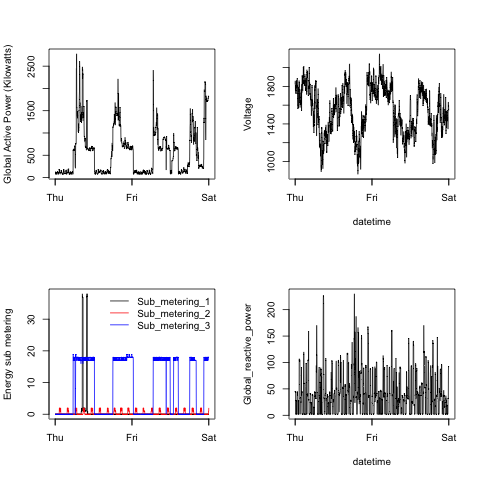 Global Active Power (Kilowatts)
0
500
1500
2500
Thu
Fri
Sat
Voltage
1000
1400
1800
Thu
Fri
Sat
datetime
Energy sub metering
0
10
20
30
Sub_metering_1
Sub_metering_2
Sub_metering_3
Thu
Fri
Sat
Global_reactive_power
0
50
100
200
Thu
Fri
Sat
datetime